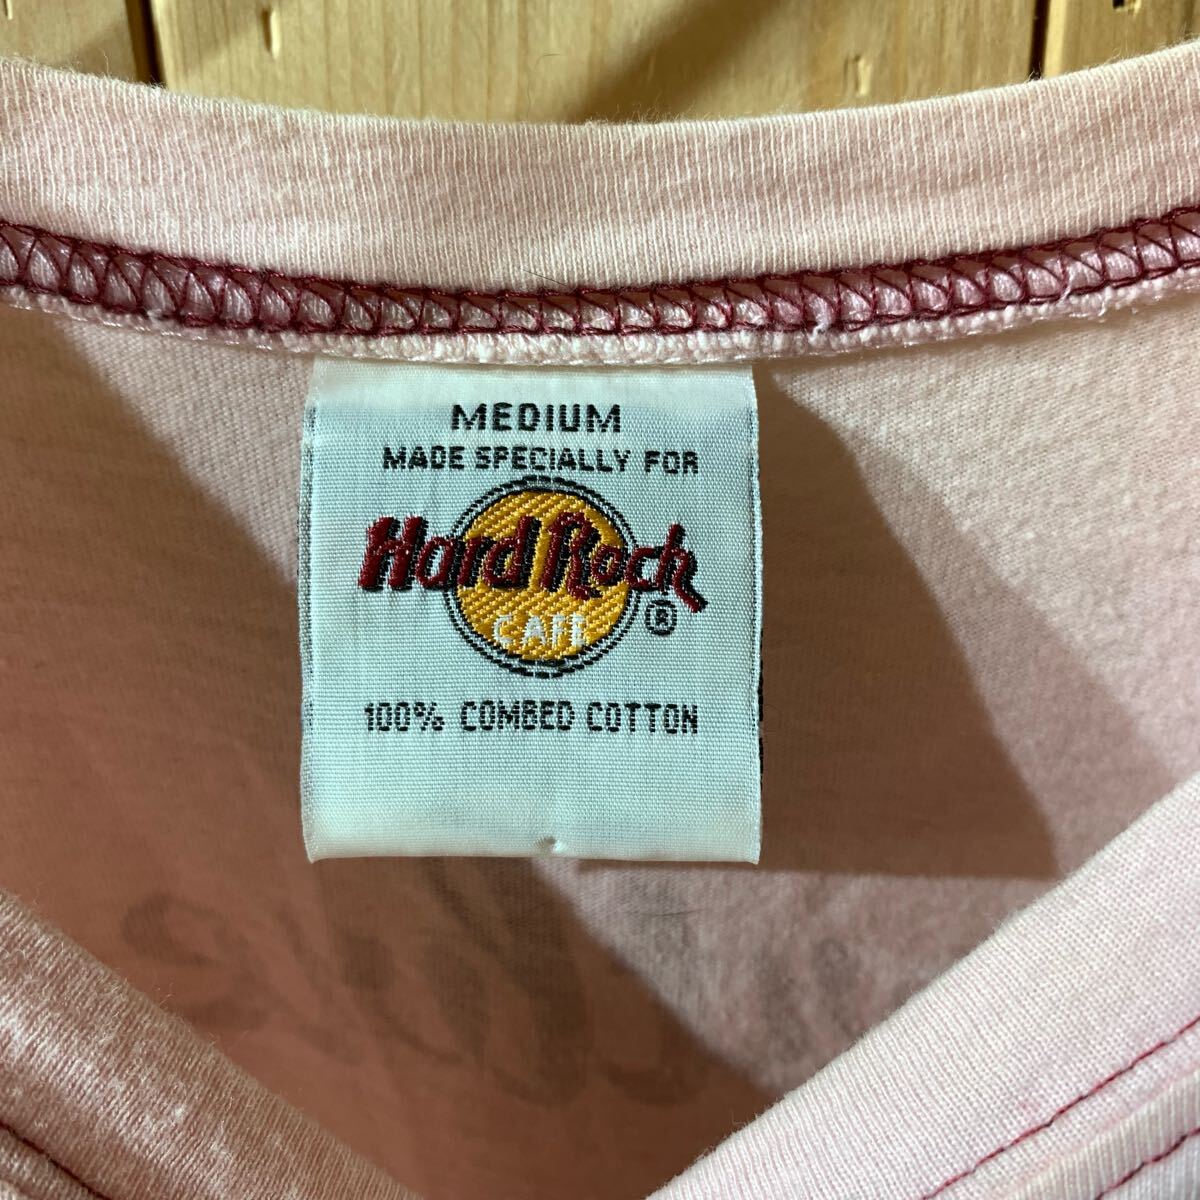 MEDIUM
MADE SPECIALLY FOR
Hard Rock
CAFE ®
100% COMBED COTTON